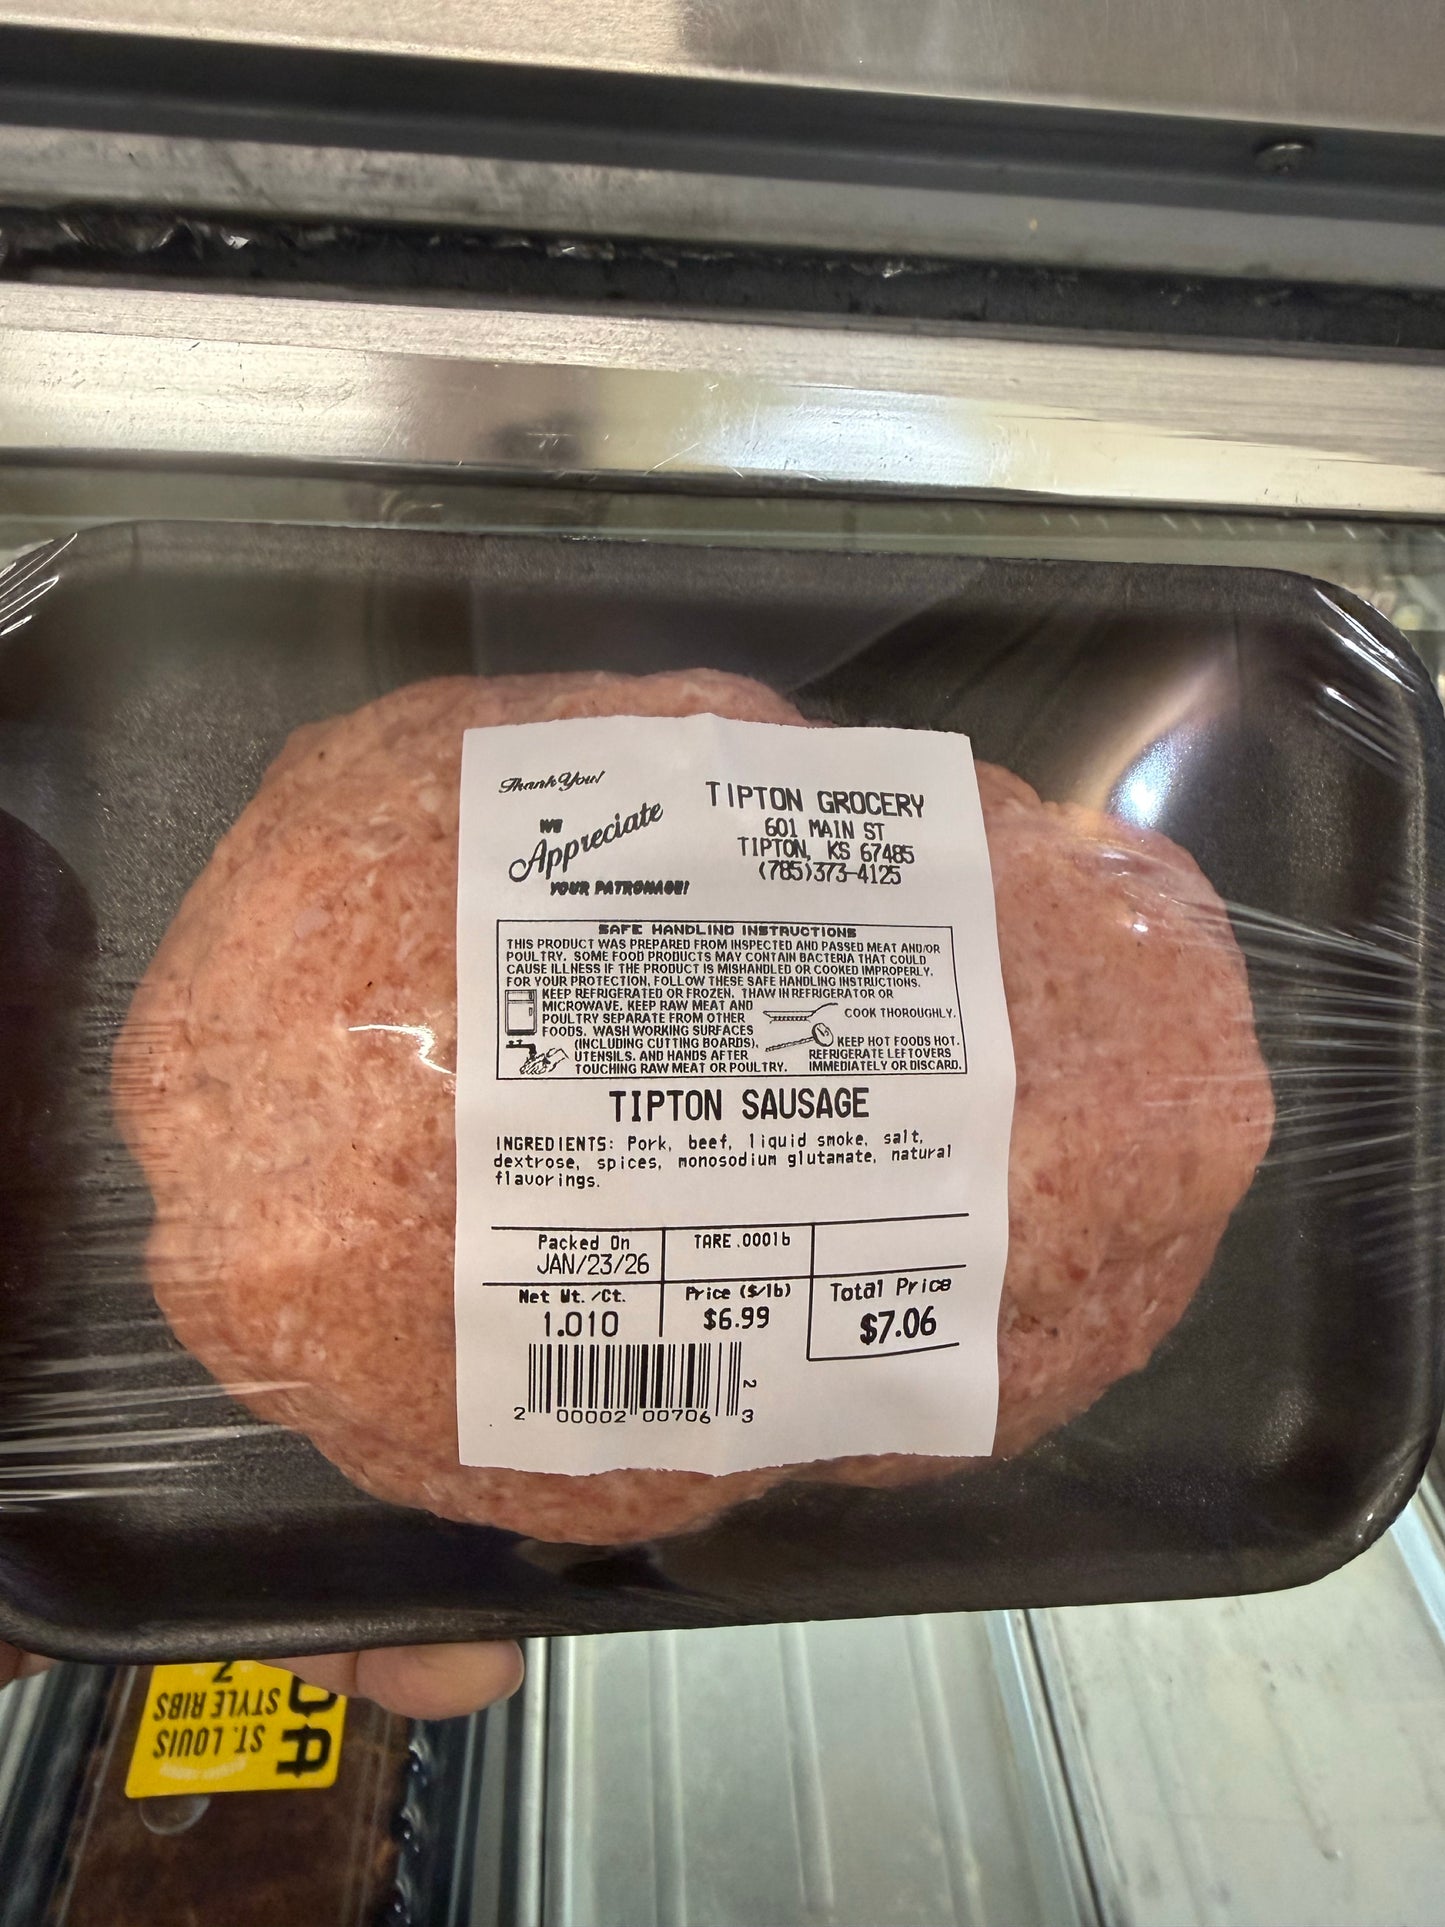 Thank You!
WE
Appreciate
YOUR PATRONAGE!
TIPTON GROCERY
601 MAIN ST
TIPTON, KS 67485
(785)373-4125
SAFE HANDLING INSTRUCTIONS
THIS PRODUCT WAS PREPARED FROM INSPECTED AND PASSED MEAT AND/OR
POULTRY. SOME FOOD PRODUCTS MAY CONTAIN BACTERIA THAT COULD
CAUSE ILLNESS IF THE PRODUCT IS MISHANDLED OR COOKED IMPROPERLY.
FOR YOUR PROTECTION, FOLLOW THESE SAFE HANDLING INSTRUCTIONS.
KEEP REFRIGERATED OR FROZEN. THAW IN REFRIGERATOR OR
MICROWAVE. KEEP RAW MEAT AND
POULTRY SEPARATE FROM OTHER
FOODS. WASH WORKING SURFACES
(INCLUDING CUTTING BOARDS),
UTENSILS. AND HANDS AFTER
TOUCHING RAW MEAT OR POULTRY.
COOK THOROUGHLY.
KEEP HOT FOODS HOT.
REFRIGERATE LEFTOVERS
IMMEDIATELY OR DISCARD.
TIPTON SAUSAGE
INGREDIENTS: Pork, beef, liquid smoke, salt,
dextrose, spices, monosodium glutamate, natural
flavorings.
Packed On
JAN/23/26
TARE .000lb
Net Wt. /Ct.
1.010
Price ($/lb)
$6.99
Total Price
$7.06
2 00002 00706 3
2
ST. LOUIS
STYLE RIBS